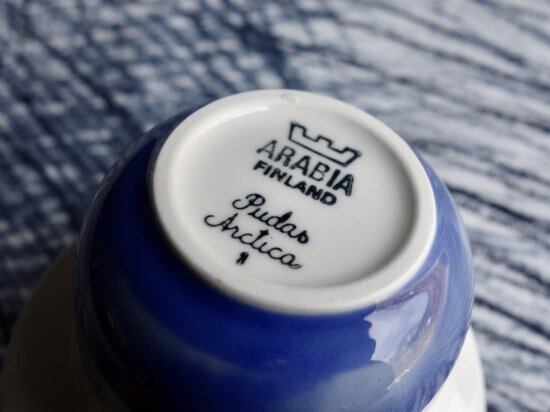 ARABIA
FINLAND
Pudas
Arctica